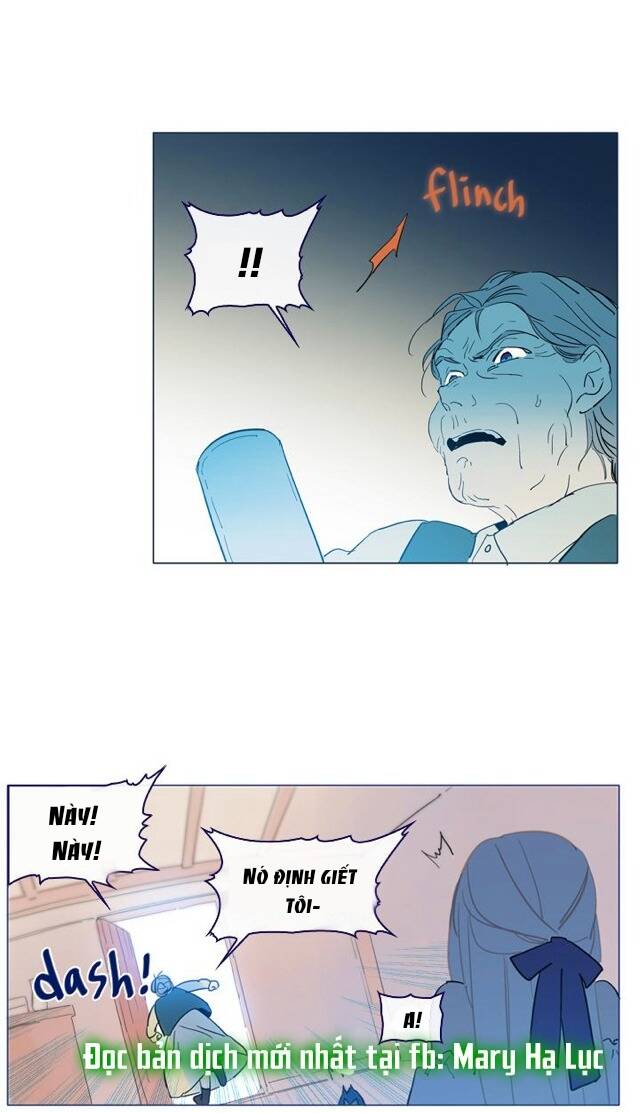 flinch
!!
NÀY!
NÀY!
NÓ ĐỊNH GIẾT
TÔI-
dash!
A!
Đọc bản dịch mới nhất tại fb: Mary Hạ Lục